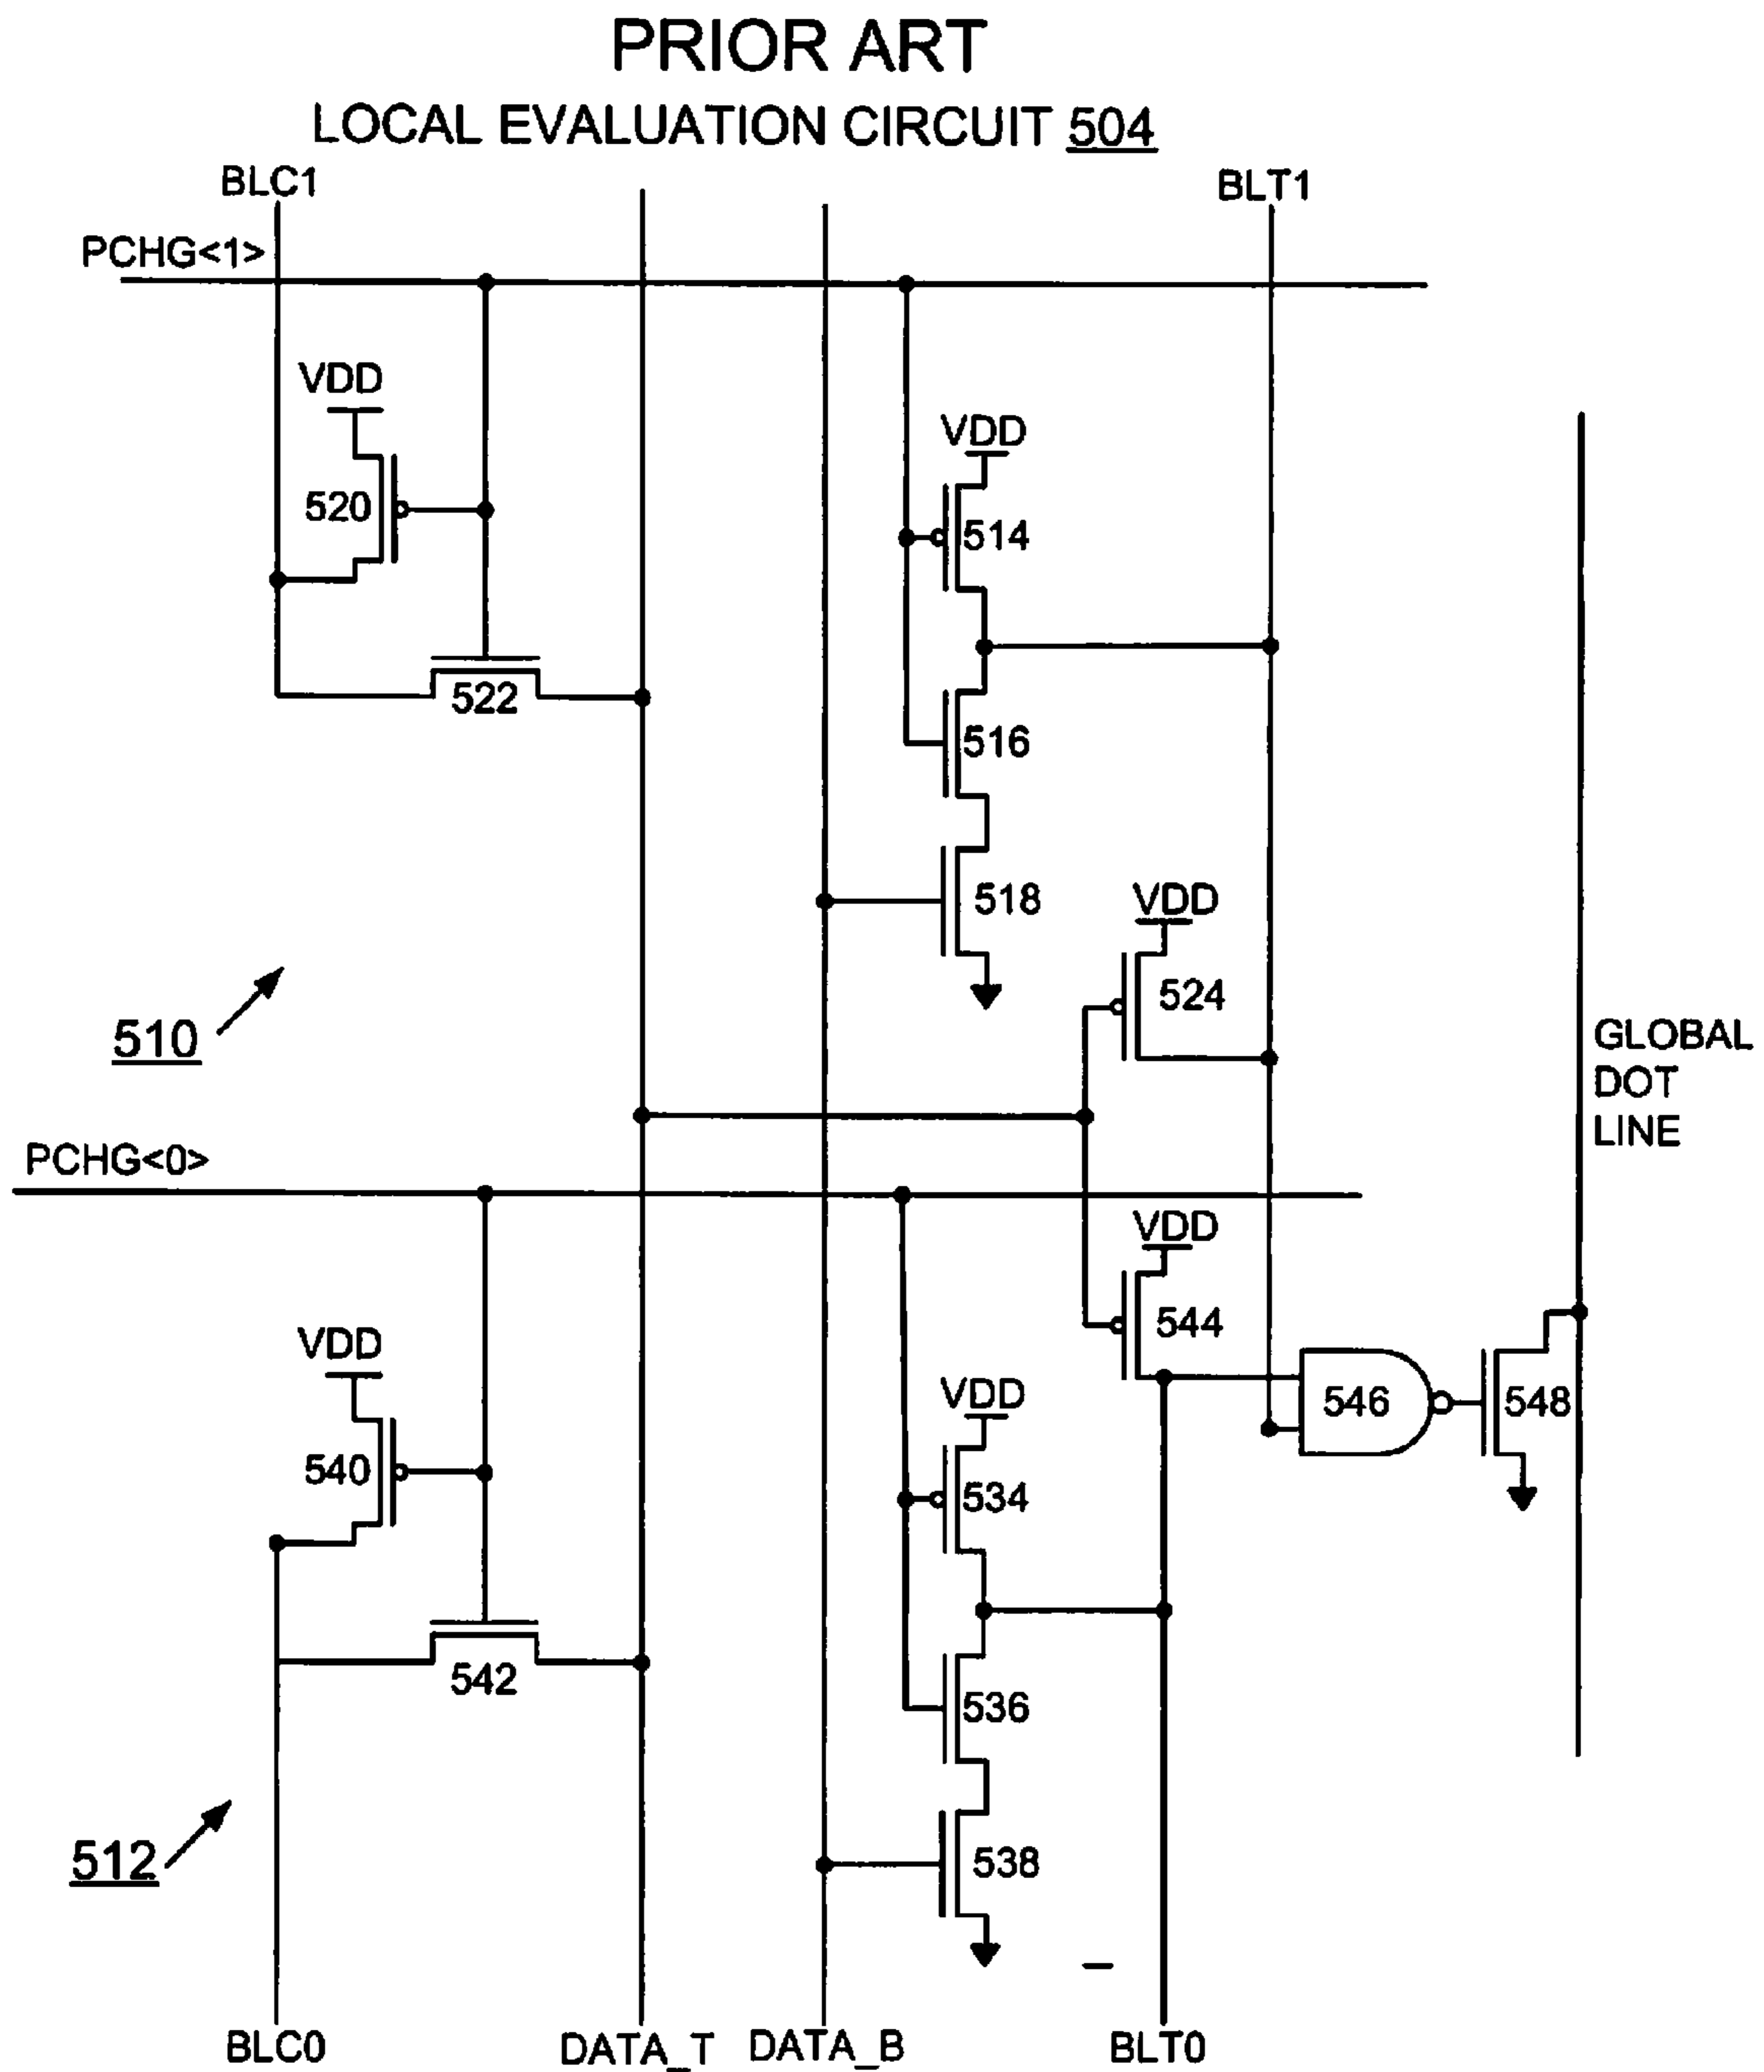 PRIOR ART
LOCAL EVALUATION CIRCUIT 504
BLC1
BLT1
PCHG<1>
VDD
520
VDD
514
522
516
518
VDD
524
510
GLOBAL
DOT
LINE
PCHG<0>
VDD
544
VDD
540
VDD
546
548
534
542
536
512
538
BLC0
DATA_T
DATA_B
BLT0